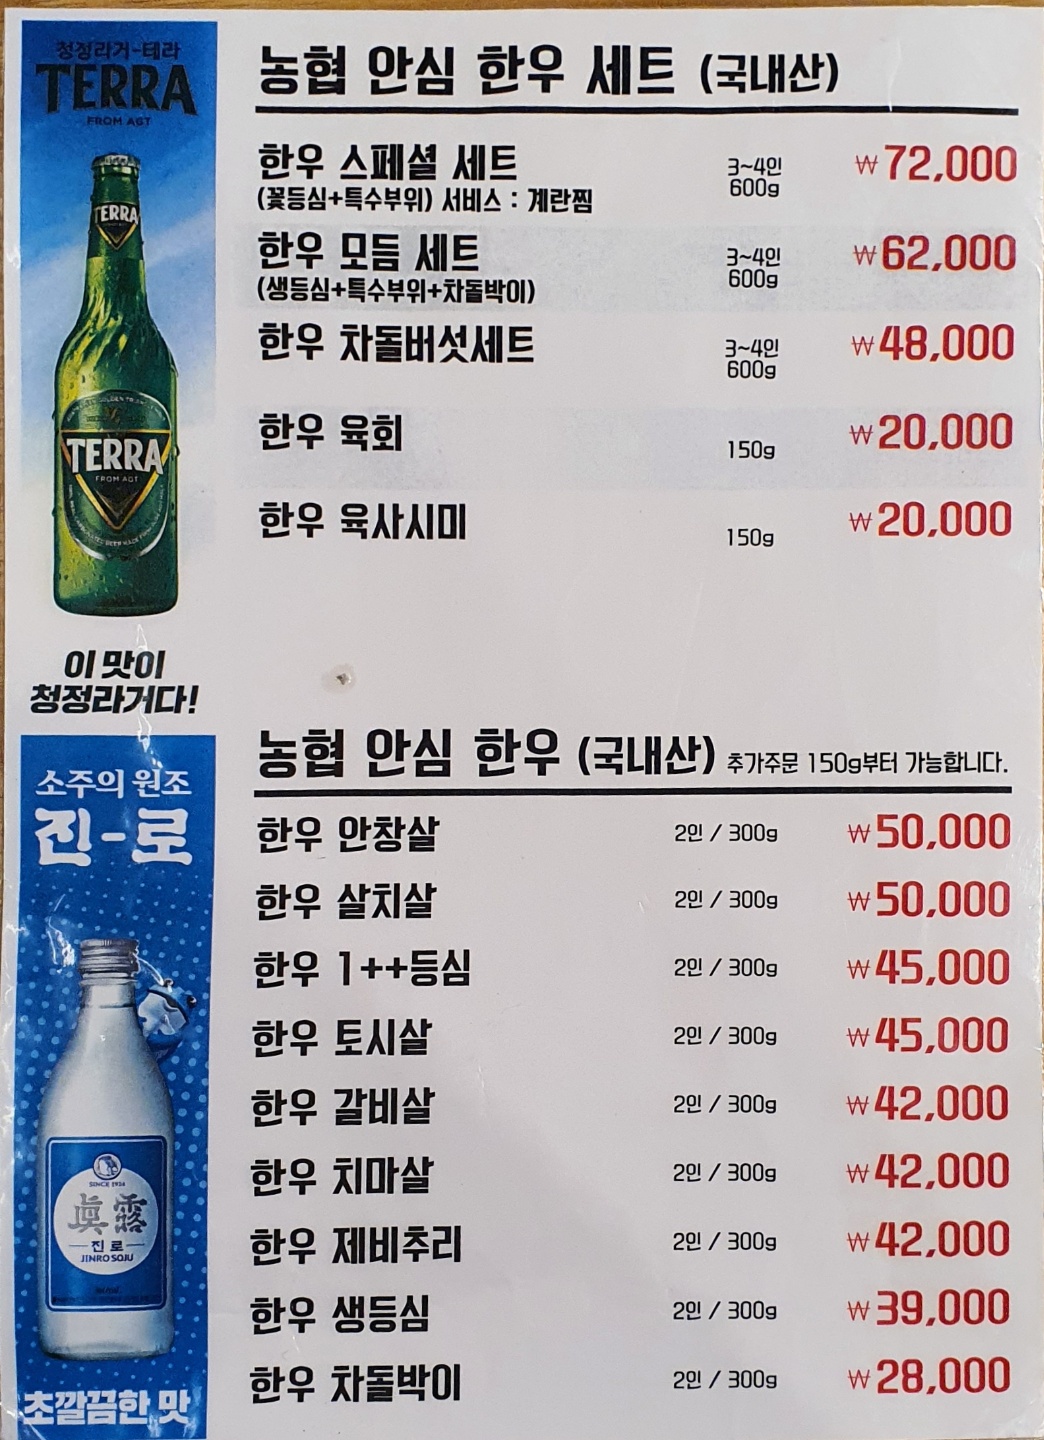 청정라거-테라
TERRA
FROM AGT
TERRA
TERRA
FROM AGT
이 맛이
청정라거다!
소주의 원조
진-로
SINCE 1924
眞露
진로
JINRO SOJU
초깔끔한 맛
농협 안심 한우 세트 (국내산)
한우 스페셜 세트 3~4인 600g ₩72,000
(꽃등심+특수부위) 서비스 : 계란찜
한우 모듬 세트 3~4인 600g ₩62,000
(생등심+특수부위+차돌박이)
한우 차돌버섯세트 3~4인 600g ₩48,000
한우 육회 150g ₩20,000
한우 육사시미 150g ₩20,000
농협 안심 한우 (국내산) 추가주문 150g부터 가능합니다.
한우 안창살 2인 / 300g ₩50,000
한우 살치살 2인 / 300g ₩50,000
한우 1++등심 2인 / 300g ₩45,000
한우 토시살 2인 / 300g ₩45,000
한우 갈비살 2인 / 300g ₩42,000
한우 치마살 2인 / 300g ₩42,000
한우 제비추리 2인 / 300g ₩42,000
한우 생등심 2인 / 300g ₩39,000
한우 차돌박이 2인 / 300g ₩28,000